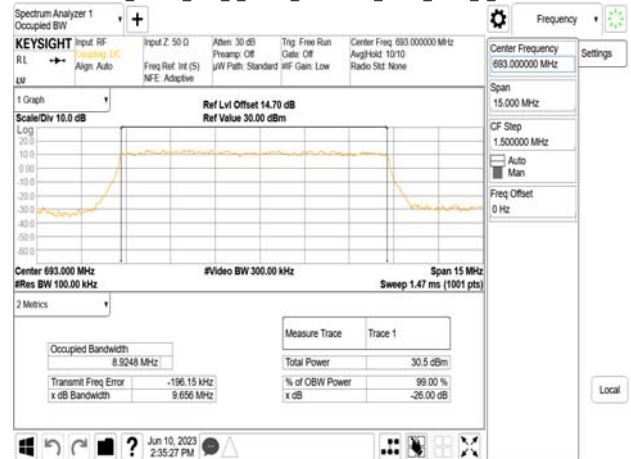 Spectrum Analyzer 1
Occupied BW
Frequency
KEYSIGHT
RL
LV
Input: RF
Coupling: DC
Align: Auto
Input Z: 50 Ω
Freq Ref: Int (S)
NFE: Adaptive
Atten: 30 dB
Preamp: Off
µW Path: Standard
Trig: Free Run
Gate: Off
#IF Gain: Low
Center Freq: 693.000000 MHz
Avg|Hold: 10/10
Radio Std: None
Center Frequency
693.000000 MHz
Settings
Span
15.000 MHz
CF Step
1.500000 MHz
Auto
Man
Freq Offset
0 Hz
Local
1 Graph
Scale/Div 10.0 dB
Ref Lvl Offset 14.70 dB
Ref Value 30.00 dBm
Log
20.0
10.0
0.00
-10.0
-20.0
-30.0
-40.0
-50.0
-60.0
Center 693.000 MHz
#Video BW 300.00 kHz
Span 15 MHz
#Res BW 100.00 kHz
Sweep 1.47 ms (1001 pts)
2 Metrics
Measure Trace
Trace 1
Occupied Bandwidth
8.9248 MHz
Total Power
30.5 dBm
Transmit Freq Error
-196.15 kHz
% of OBW Power
99.00 %
x dB Bandwidth
9.656 MHz
x dB
-26.00 dB
?
Jun 10, 2023
2:35:27 PM